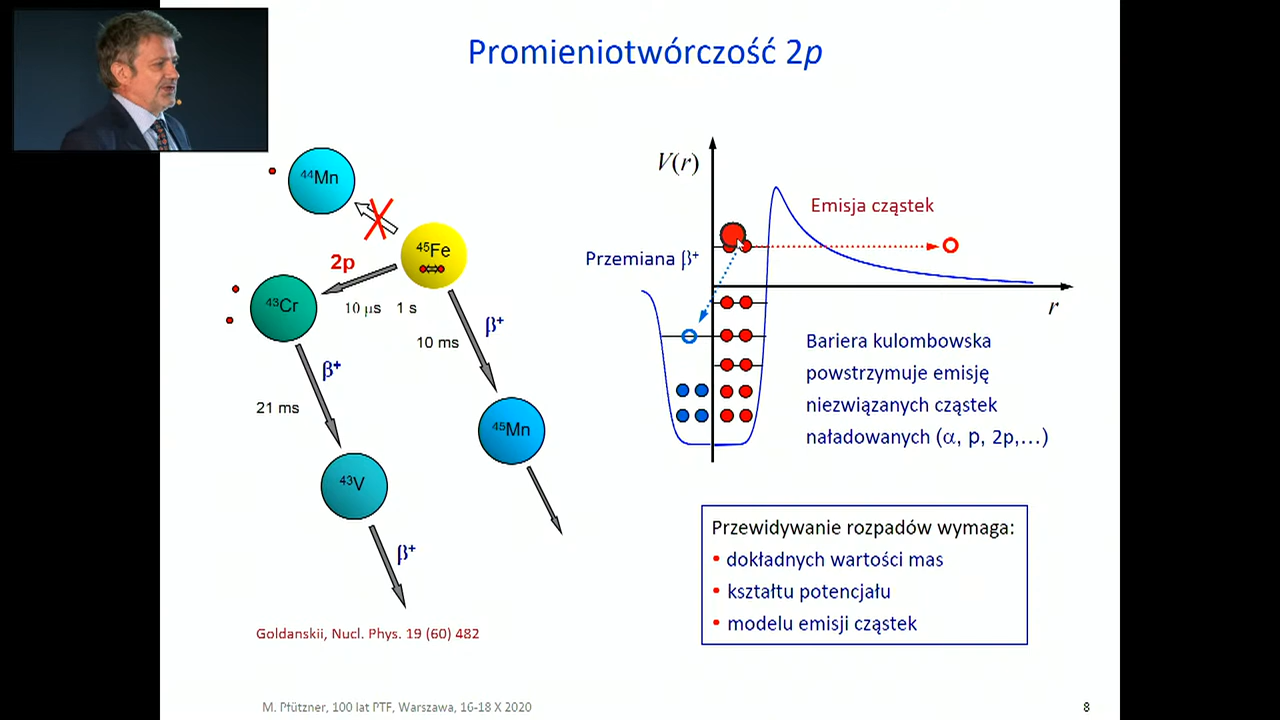 Promieniotwórczość 2p
⁴⁴Mn
⁴⁵Fe
2p
⁴³Cr
10 μs 1 s
β⁺
10 ms
β⁺
21 ms
⁴⁵Mn
⁴³V
β⁺
Goldanskii, Nucl. Phys. 19 (60) 482
V(r)
Emisja cząstek
Przemiana β⁺
r
Bariera kulombowska
powstrzymuje emisję
niezwiązanych cząstek
naładowanych (α, p, 2p,…)
Przewidywanie rozpadów wymaga:
• dokładnych wartości mas
• kształtu potencjału
• modelu emisji cząstek
M. Pfützner, 100 lat PTF, Warszawa, 16-18 X 2020
8